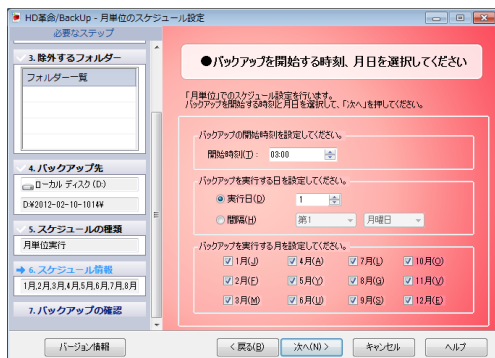 HD革命/BackUp - 月単位のスケジュール設定
必要なステップ
3. 除外するフォルダー
フォルダー一覧
4. バックアップ先
ローカル ディスク (D:)
D:¥2012-02-10-1014¥
5. スケジュールの種類
月単位実行
6. スケジュール情報
1月,2月,3月,4月,5月,6月,7月,8月
7. バックアップの確認
●バックアップを開始する時刻、月日を選択してください
「月単位」でのスケジュール設定を行います。
バックアップを開始する時刻と月日を選択して、「次へ」を押してください。
バックアップの開始時刻を設定してください。
開始時刻(T): 03:00
バックアップを実行する日を設定してください。
実行日(D) 1
間隔(H) 第1 月曜日
バックアップを実行する月を設定してください。
1月(J) 4月(A) 7月(L) 10月(O)
2月(F) 5月(Y) 8月(G) 11月(V)
3月(M) 6月(U) 9月(S) 12月(E)
バージョン情報 < 戻る(B) 次へ(N) > キャンセル ヘルプ